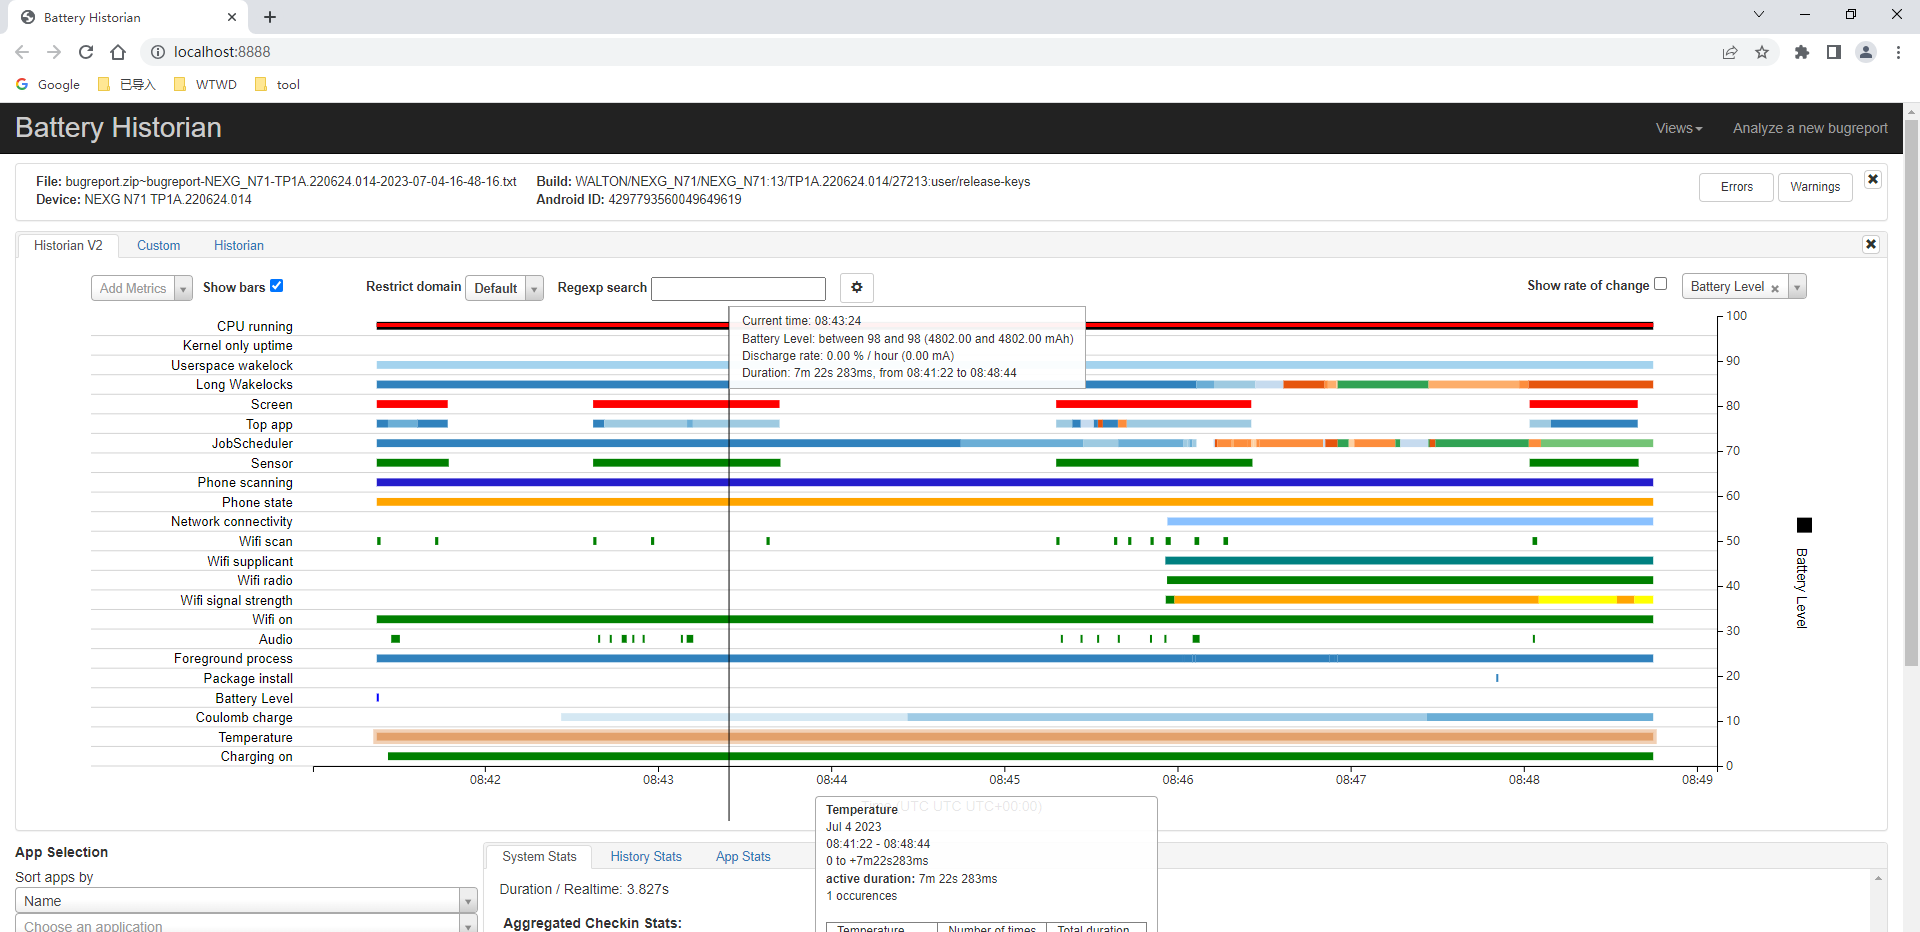 Battery Historian
localhost:8888
Google 已导入 WTWD tool
Battery Historian
Views Analyze a new bugreport
File: bugreport.zip~bugreport-NEXG_N71-TP1A.220624.014-2023-07-04-16-48-16.txt Build: WALTON/NEXG_N71/NEXG_N71:13/TP1A.220624.014/27213:user/release-keys
Device: NEXG N71 TP1A.220624.014 Android ID: 4297793560049649619
Errors Warnings
Historian V2 Custom Historian
Add Metrics Show bars Restrict domain Default Regexp search Show rate of change Battery Level
Current time: 08:43:24
Battery Level: between 98 and 98 (4802.00 and 4802.00 mAh)
Discharge rate: 0.00 % / hour (0.00 mA)
Duration: 7m 22s 283ms, from 08:41:22 to 08:48:44
CPU running
Kernel only uptime
Userspace wakelock
Long Wakelocks
Screen
Top app
JobScheduler
Sensor
Phone scanning
Phone state
Network connectivity
Wifi scan
Wifi supplicant
Wifi radio
Wifi signal strength
Wifi on
Audio
Foreground process
Package install
Battery Level
Coulomb charge
Temperature
Charging on
100
90
80
70
60
50
40
30
20
10
0
Battery Level
08:42 08:43 08:44 08:45 08:46 08:47 08:48 08:49
(UTC UTC UTC+00:00)
Temperature
Jul 4 2023
08:41:22 - 08:48:44
0 to +7m22s283ms
active duration: 7m 22s 283ms
1 occurences
Temperature Number of times Total duration
App Selection
Sort apps by
Name
Choose an application
System Stats History Stats App Stats
Duration / Realtime: 3.827s
Aggregated Checkin Stats: